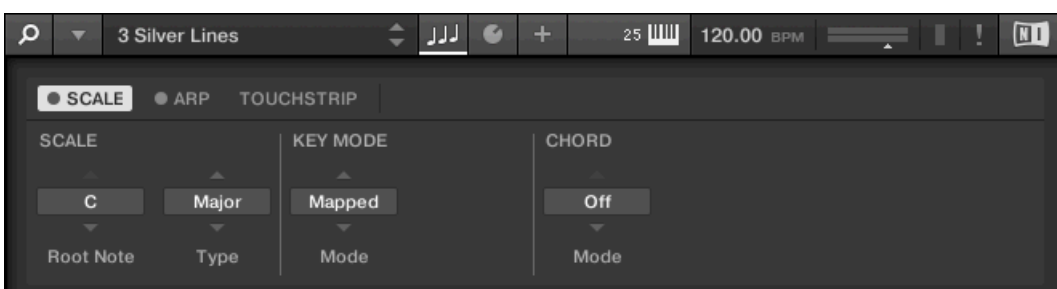 3 Silver Lines 25 120.00 BPM ! NI
SCALE ARP TOUCHSTRIP
SCALE KEY MODE CHORD
C Major Mapped Off
Root Note Type Mode Mode